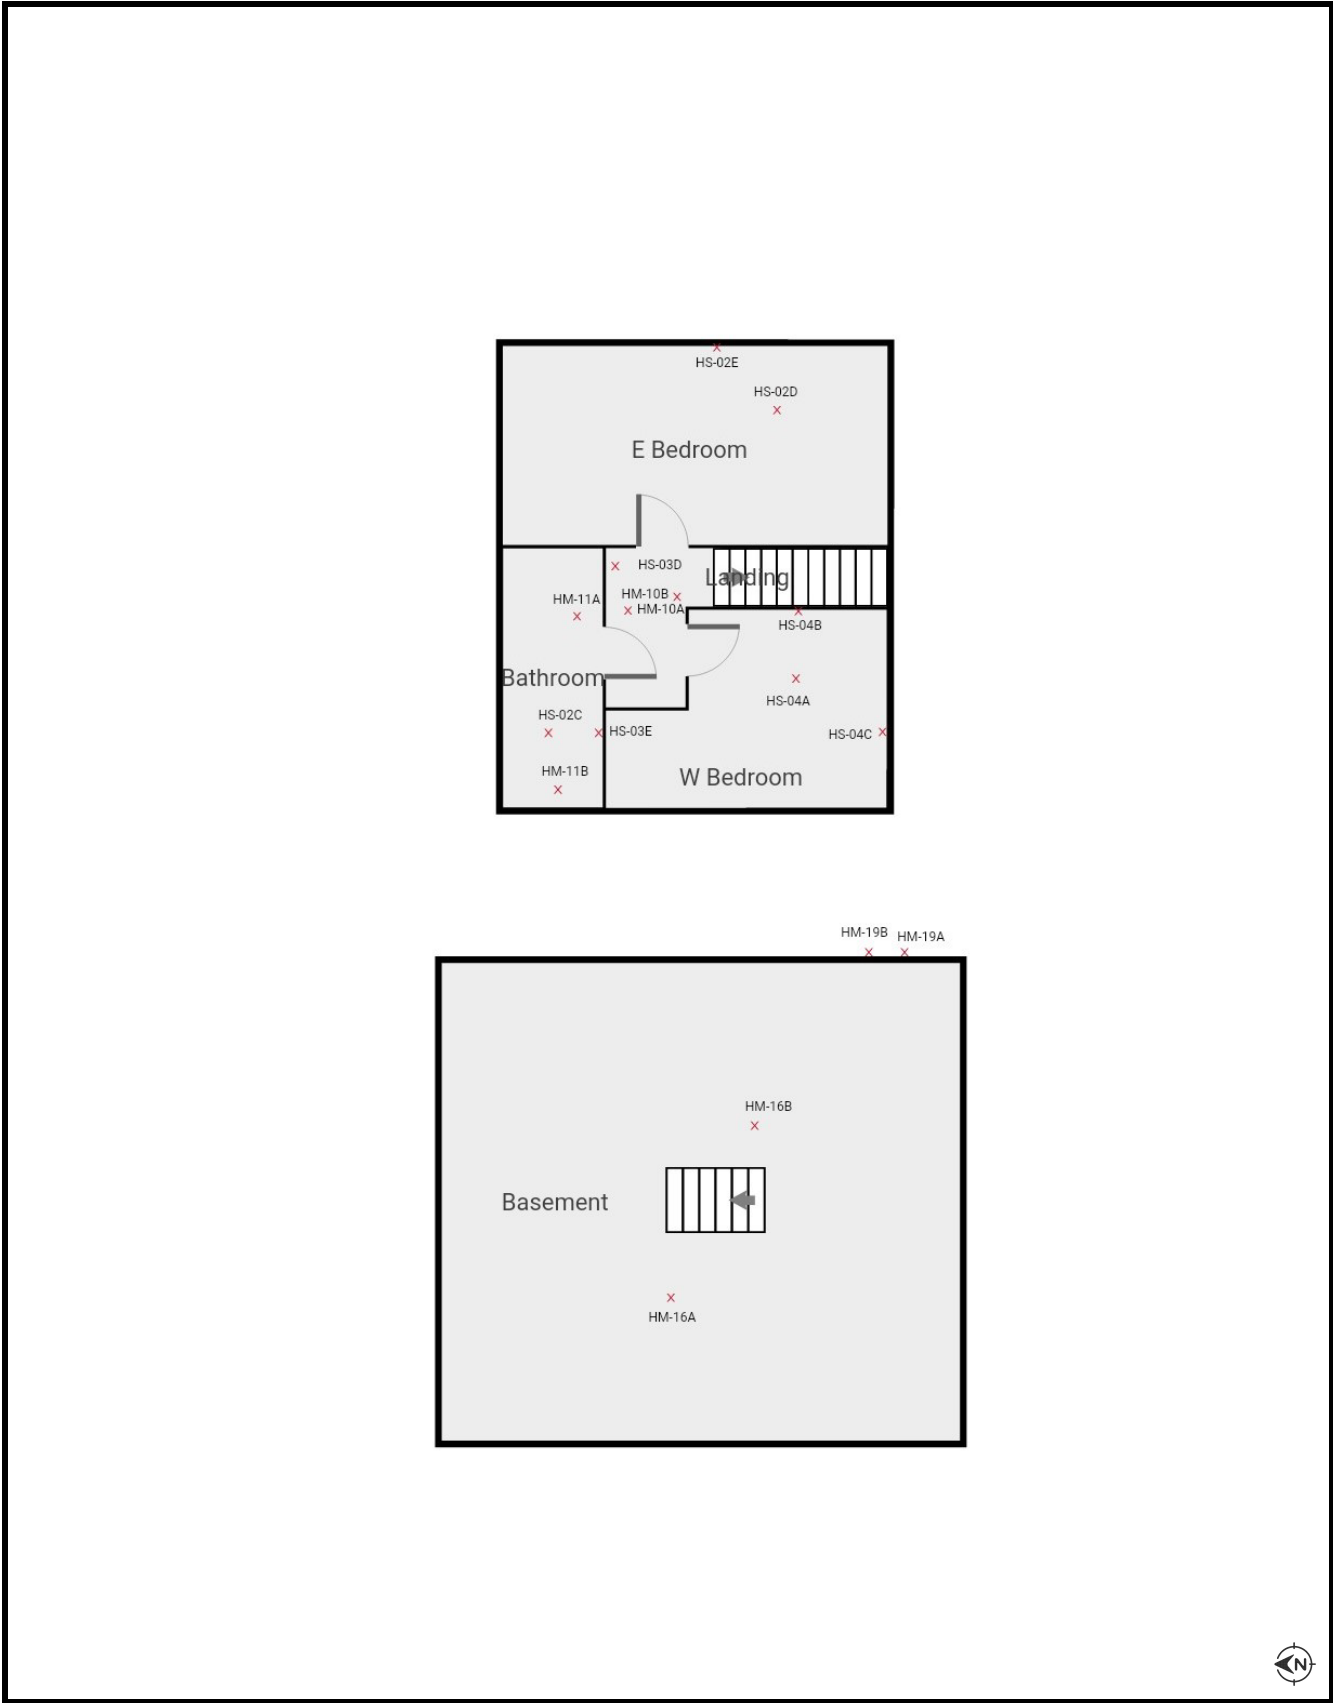 HS-02E
HS-02D
E Bedroom
HS-03D
Landing
HM-10B
HM-11A
HM-10A
HS-04B
Bathroom
HS-04A
HS-02C
HS-03E
HS-04C
HM-11B
W Bedroom
HM-19B
HM-19A
HM-16B
Basement
HM-16A
N